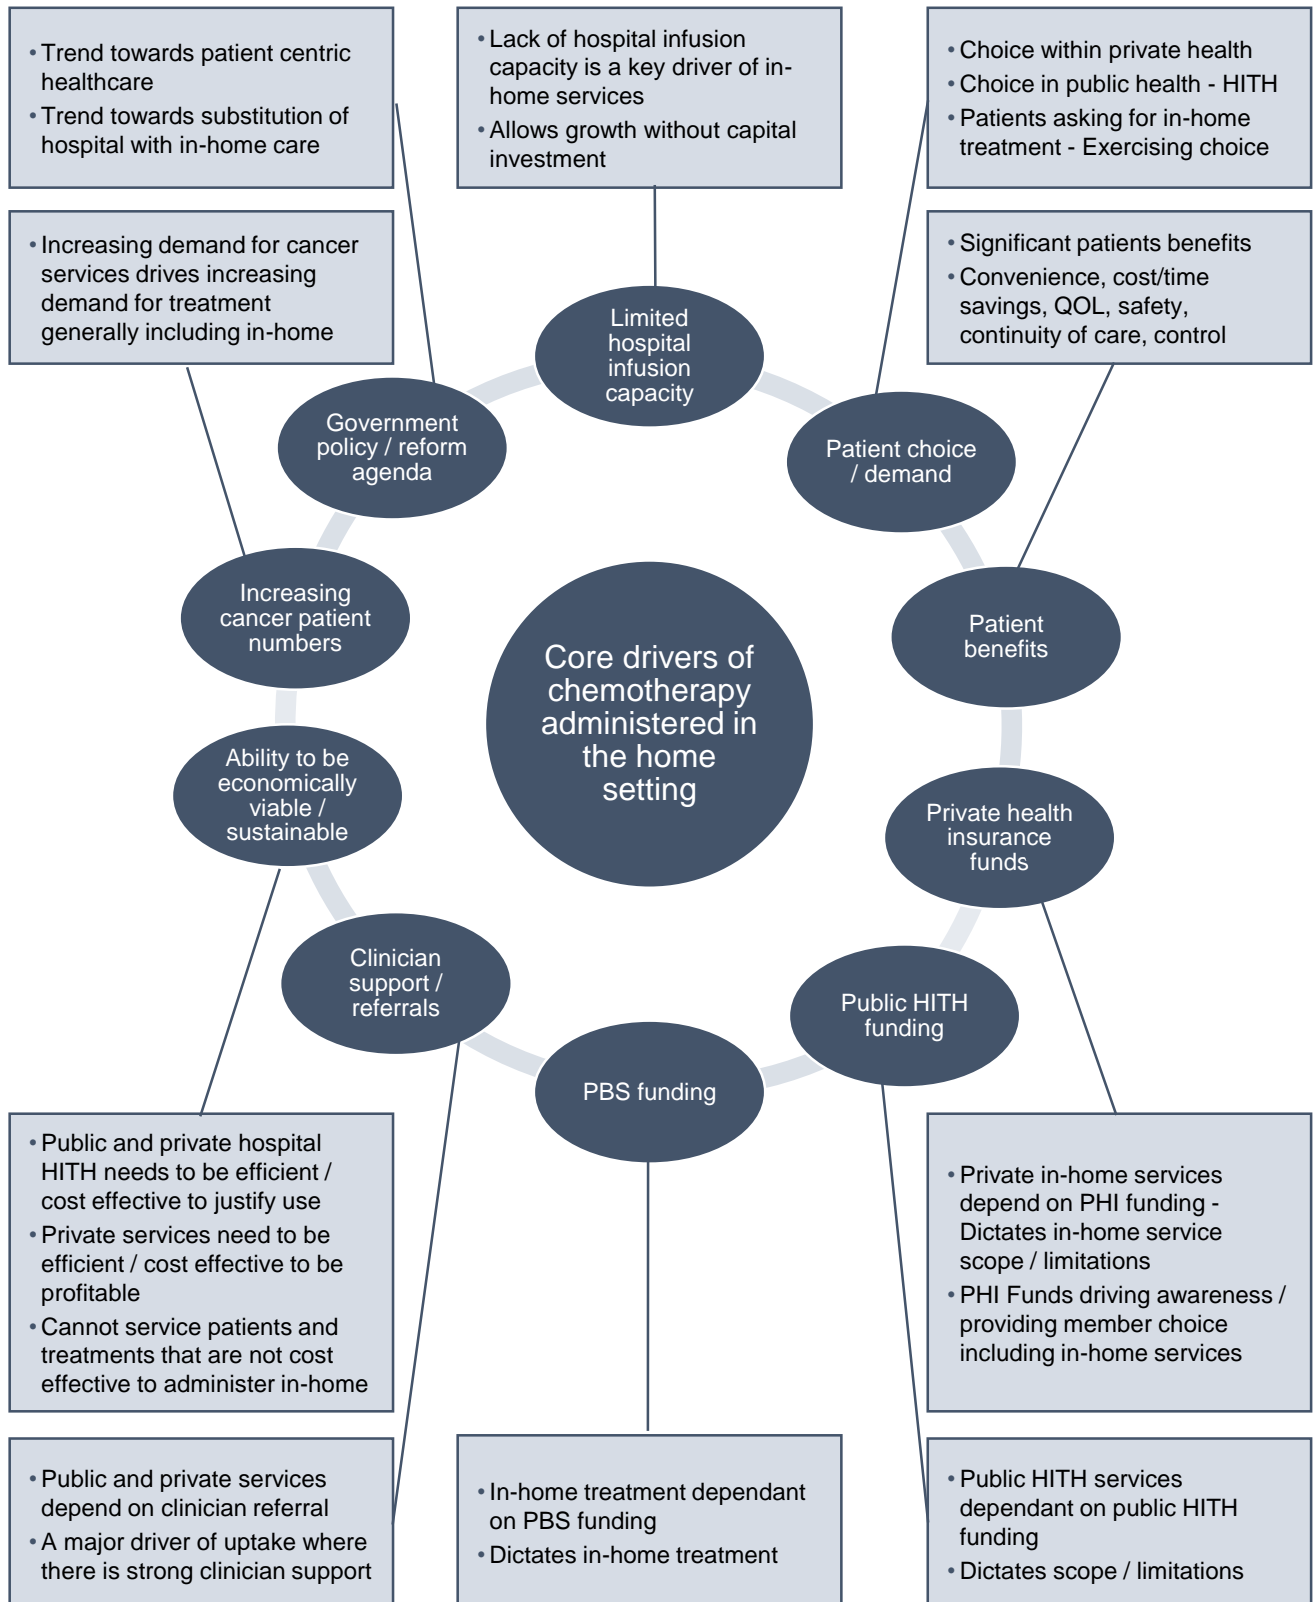 • Trend towards patient centric
healthcare
• Trend towards substitution of
hospital with in-home care
• Lack of hospital infusion
capacity is a key driver of in-
home services
• Allows growth without capital
investment
• Choice within private health
• Choice in public health - HITH
• Patients asking for in-home
treatment - Exercising choice
• Increasing demand for cancer
services drives increasing
demand for treatment
generally including in-home
• Significant patients benefits
• Convenience, cost/time
savings, QOL, safety,
continuity of care, control
Limited
hospital
infusion
capacity
Government
policy / reform
agenda
Patient choice
/ demand
Increasing
cancer patient
numbers
Patient
benefits
Core drivers of
chemotherapy
administered in
the home
setting
Ability to be
economically
viable /
sustainable
Private health
insurance
funds
Clinician
support /
referrals
Public HITH
funding
PBS funding
• Public and private hospital
HITH needs to be efficient /
cost effective to justify use
• Private services need to be
efficient / cost effective to be
profitable
• Cannot service patients and
treatments that are not cost
effective to administer in-home
• Private in-home services
depend on PHI funding -
Dictates in-home service
scope / limitations
• PHI Funds driving awareness /
providing member choice
including in-home services
• Public and private services
depend on clinician referral
• A major driver of uptake where
there is strong clinician support
• In-home treatment dependant
on PBS funding
• Dictates in-home treatment
• Public HITH services
dependant on public HITH
funding
• Dictates scope / limitations